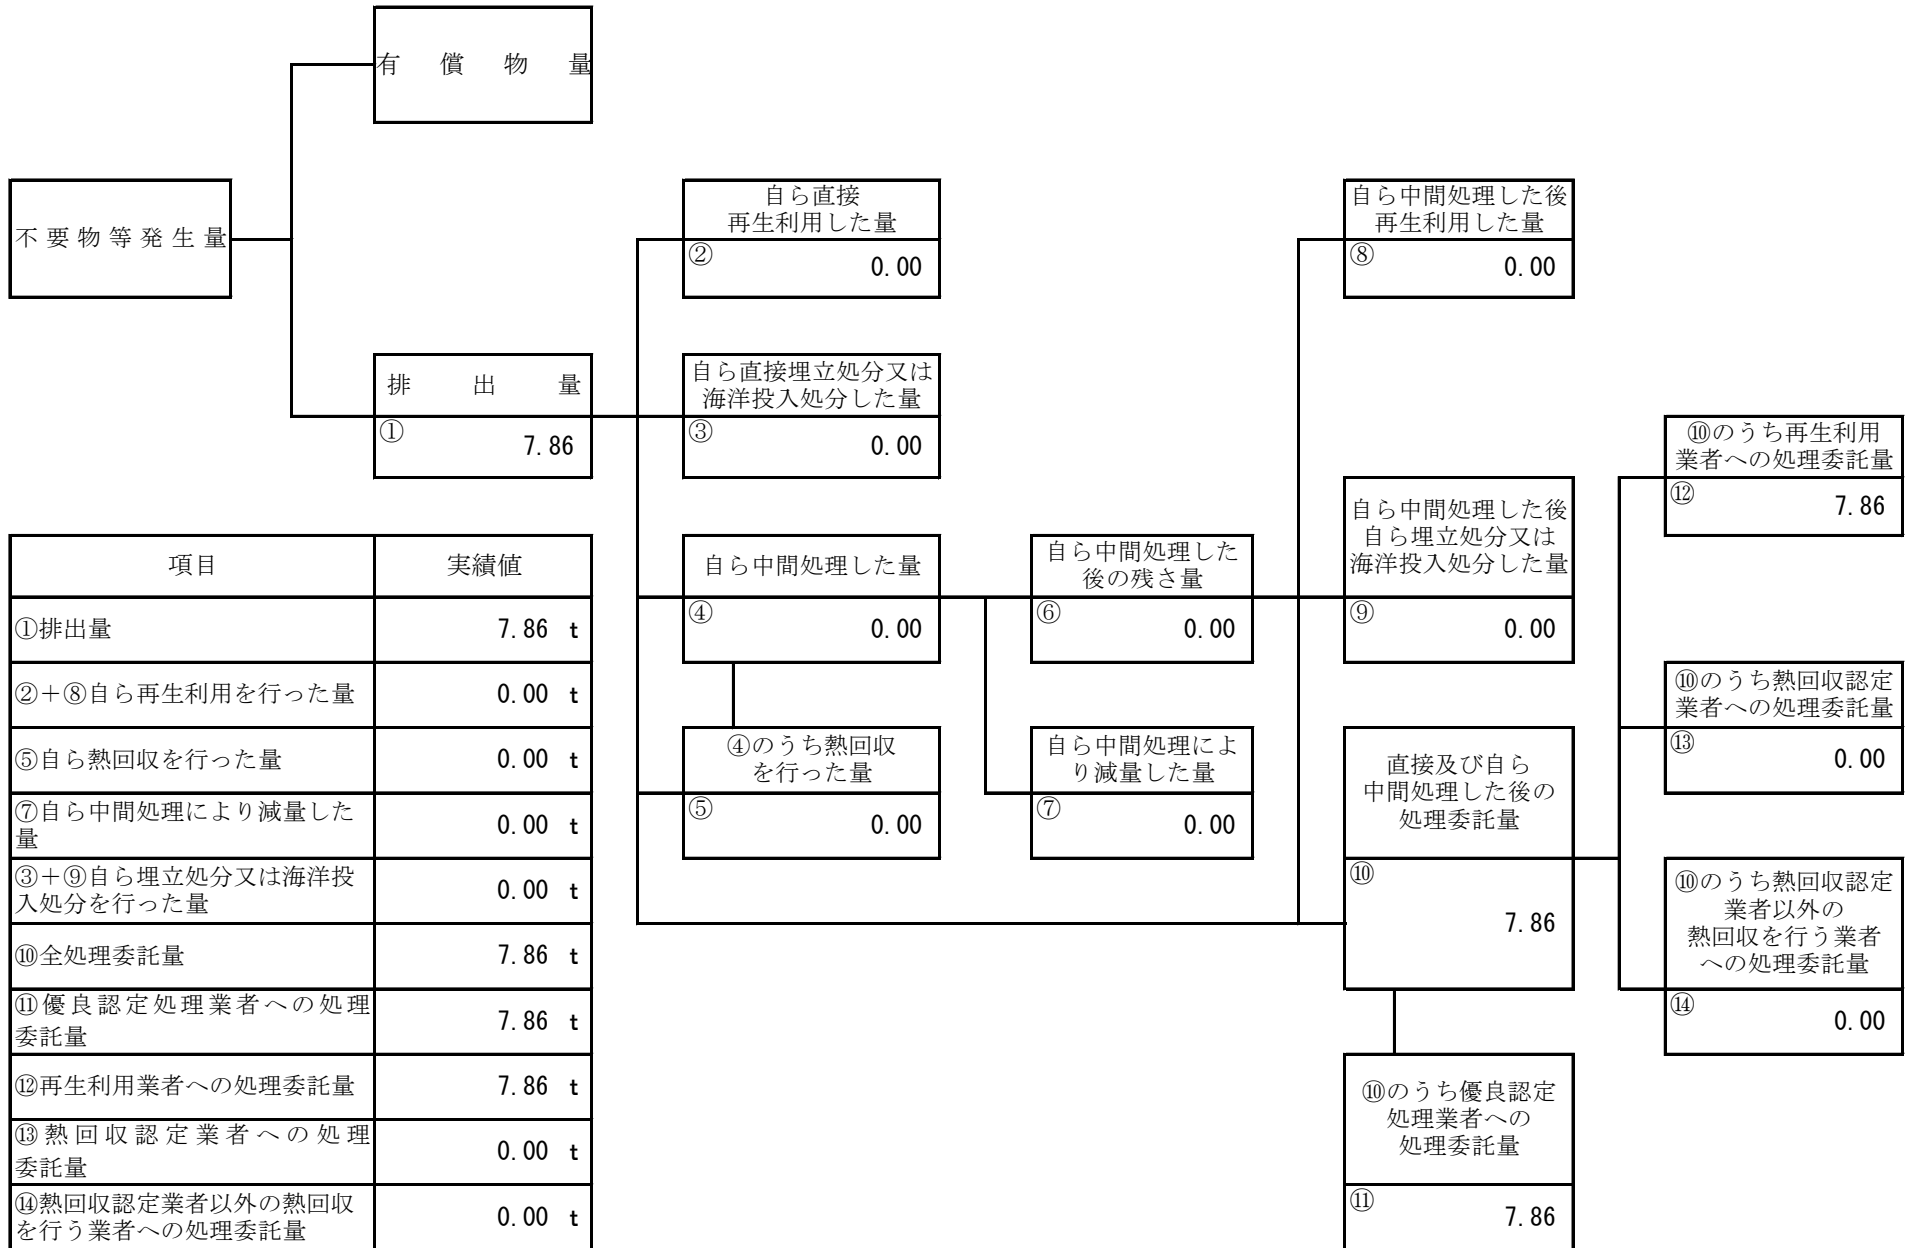 有償物量
不要物等発生量
排出量
①
7.86
自ら直接
再生利用した量
②
0.00
自ら直接埋立処分又は
海洋投入処分した量
③
0.00
自ら中間処理した量
④
0.00
④のうち熱回収
を行った量
⑤
0.00
自ら中間処理した
後の残さ量
⑥
0.00
自ら中間処理によ
り減量した量
⑦
0.00
自ら中間処理した後
再生利用した量
⑧
0.00
自ら中間処理した後
自ら埋立処分又は
海洋投入処分した量
⑨
0.00
直接及び自ら
中間処理した後の
処理委託量
⑩
7.86
⑩のうち優良認定
処理業者への
処理委託量
⑪
7.86
⑩のうち再生利用
業者への処理委託量
⑫
7.86
⑩のうち熱回収認定
業者への処理委託量
⑬
0.00
⑩のうち熱回収認定
業者以外の
熱回収を行う業者
への処理委託量
⑭
0.00
項目 実績値
①排出量 7.86 t
②+⑧自ら再生利用を行った量 0.00 t
⑤自ら熱回収を行った量 0.00 t
⑦自ら中間処理により減量した
量 0.00 t
③+⑨自ら埋立処分又は海洋投
入処分を行った量 0.00 t
⑩全処理委託量 7.86 t
⑪優良認定処理業者への処理
委託量 7.86 t
⑫再生利用業者への処理委託量 7.86 t
⑬熱回収認定業者への処理
委託量 0.00 t
⑭熱回収認定業者以外の熱回収
を行う業者への処理委託量 0.00 t